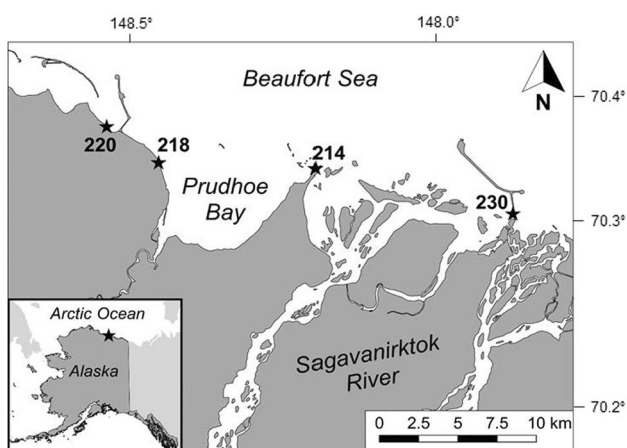 148.5° 148.0°
Beaufort Sea
N
70.4°
220 218 214
Prudhoe
Bay
230
70.3°
Arctic Ocean
Alaska
Sagavanirktok
River
70.2°
0 2.5 5 7.5 10 km